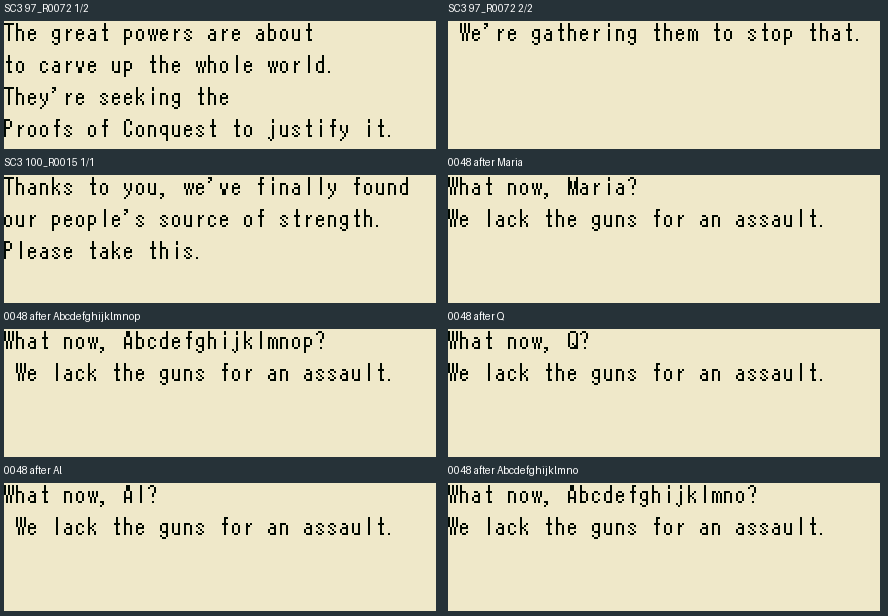 SC3 97_R0072 1/2
The great powers are about
to carve up the whole world.
They're seeking the
Proofs of Conquest to justify it.
SC3 97_R0072 2/2
We're gathering them to stop that.
SC3 100_R0015 1/1
Thanks to you, we've finally found
our people's source of strength.
Please take this.
0048 after Maria
What now, Maria?
We lack the guns for an assault.
0048 after Abcdefghijklmnop
What now, Abcdefghijklmnop?
We lack the guns for an assault.
0048 after Q
What now, Q?
We lack the guns for an assault.
0048 after Al
What now, Al?
We lack the guns for an assault.
0048 after Abcdefghijklmno
What now, Abcdefghijklmno?
We lack the guns for an assault.